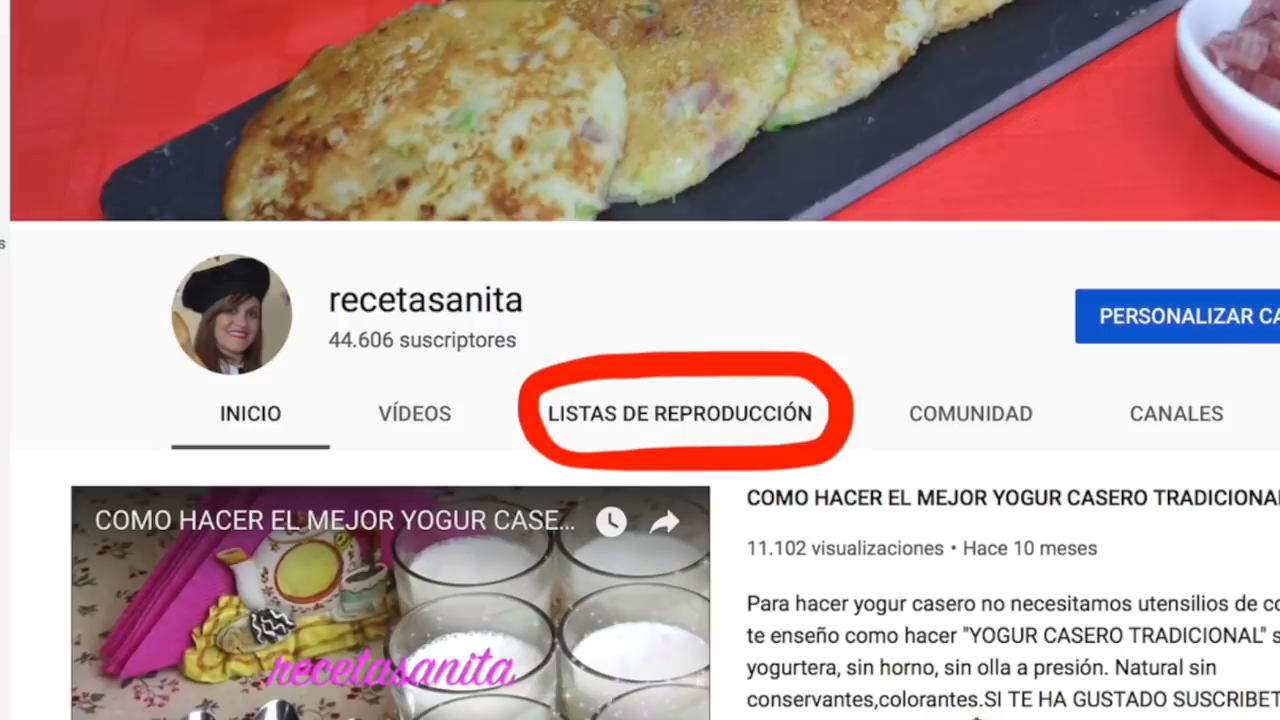 s
recetasanita
44.606 suscriptores
PERSONALIZAR CA
INICIO VÍDEOS LISTAS DE REPRODUCCIÓN COMUNIDAD CANALES
COMO HACER EL MEJOR YOGUR CASE...
recetasanita
COMO HACER EL MEJOR YOGUR CASERO TRADICIONAL
11.102 visualizaciones • Hace 10 meses
Para hacer yogur casero no necesitamos utensilios de co
te enseño como hacer "YOGUR CASERO TRADICIONAL" s
yogurtera, sin horno, sin olla a presión. Natural sin
conservantes,colorantes.SI TE HA GUSTADO SUSCRIBET